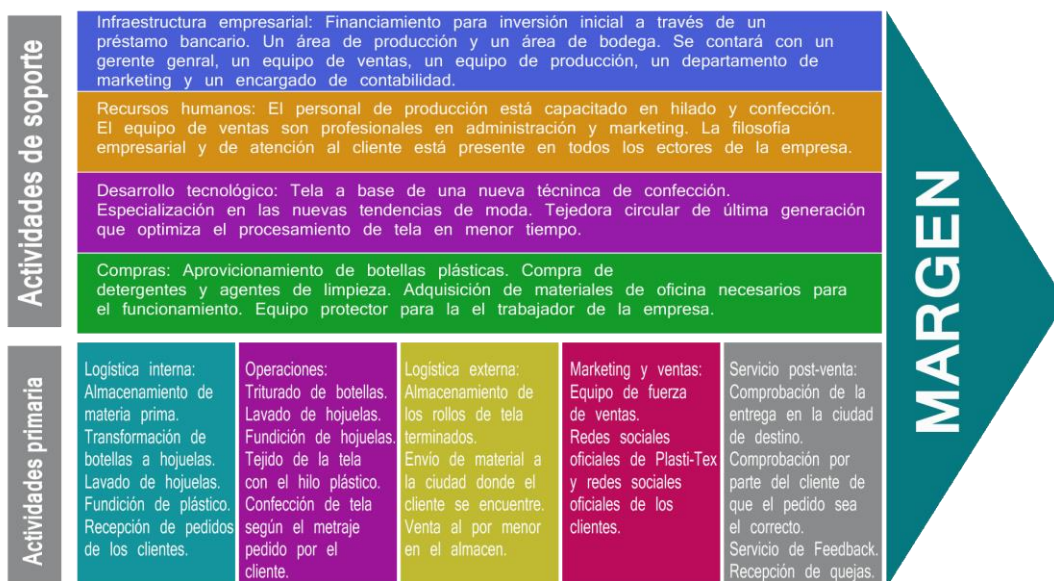 Actividades de soporte
Infraestructura empresarial: Financiamiento para inversión inicial a través de un
préstamo bancario. Un área de producción y un área de bodega. Se contará con un
gerente genral, un equipo de ventas, un equipo de producción, un departamento de
marketing y un encargado de contabilidad.
Recursos humanos: El personal de producción está capacitado en hilado y confección.
El equipo de ventas son profesionales en administración y marketing. La filosofía
empresarial y de atención al cliente está presente en todos los ectores de la empresa.
Desarrollo tecnológico: Tela a base de una nueva técninca de confección.
Especialización en las nuevas tendencias de moda. Tejedora circular de última generación
que optimiza el procesamiento de tela en menor tiempo.
Compras: Aprovicionamiento de botellas plásticas. Compra de
detergentes y agentes de limpieza. Adquisición de materiales de oficina necesarios para
el funcionamiento. Equipo protector para la el trabajador de la empresa.
Actividades primaria
Logística interna:
Almacenamiento de
materia prima.
Transformación de
botellas a hojuelas.
Lavado de hojuelas.
Fundición de plástico.
Recepción de pedidos
de los clientes.
Operaciones:
Triturado de botellas.
Lavado de hojuelas.
Fundición de hojuelas.
Tejido de la tela
con el hilo plástico.
Confección de tela
según el metraje
pedido por el
cliente.
Logística externa:
Almacenamiento de
los rollos de tela
terminados.
Envío de material a
la ciudad donde el
cliente se encuentre.
Venta al por menor
en el almacen.
Marketing y ventas:
Equipo de fuerza
de ventas.
Redes sociales
oficiales de Plasti-Tex
y redes sociales
oficiales de los
clientes.
Servicio post-venta:
Comprobación de la
entrega en la ciudad
de destino.
Comprobación por
parte del cliente de
que el pedido sea
el correcto.
Servicio de Feedback.
Recepción de quejas.
MARGEN